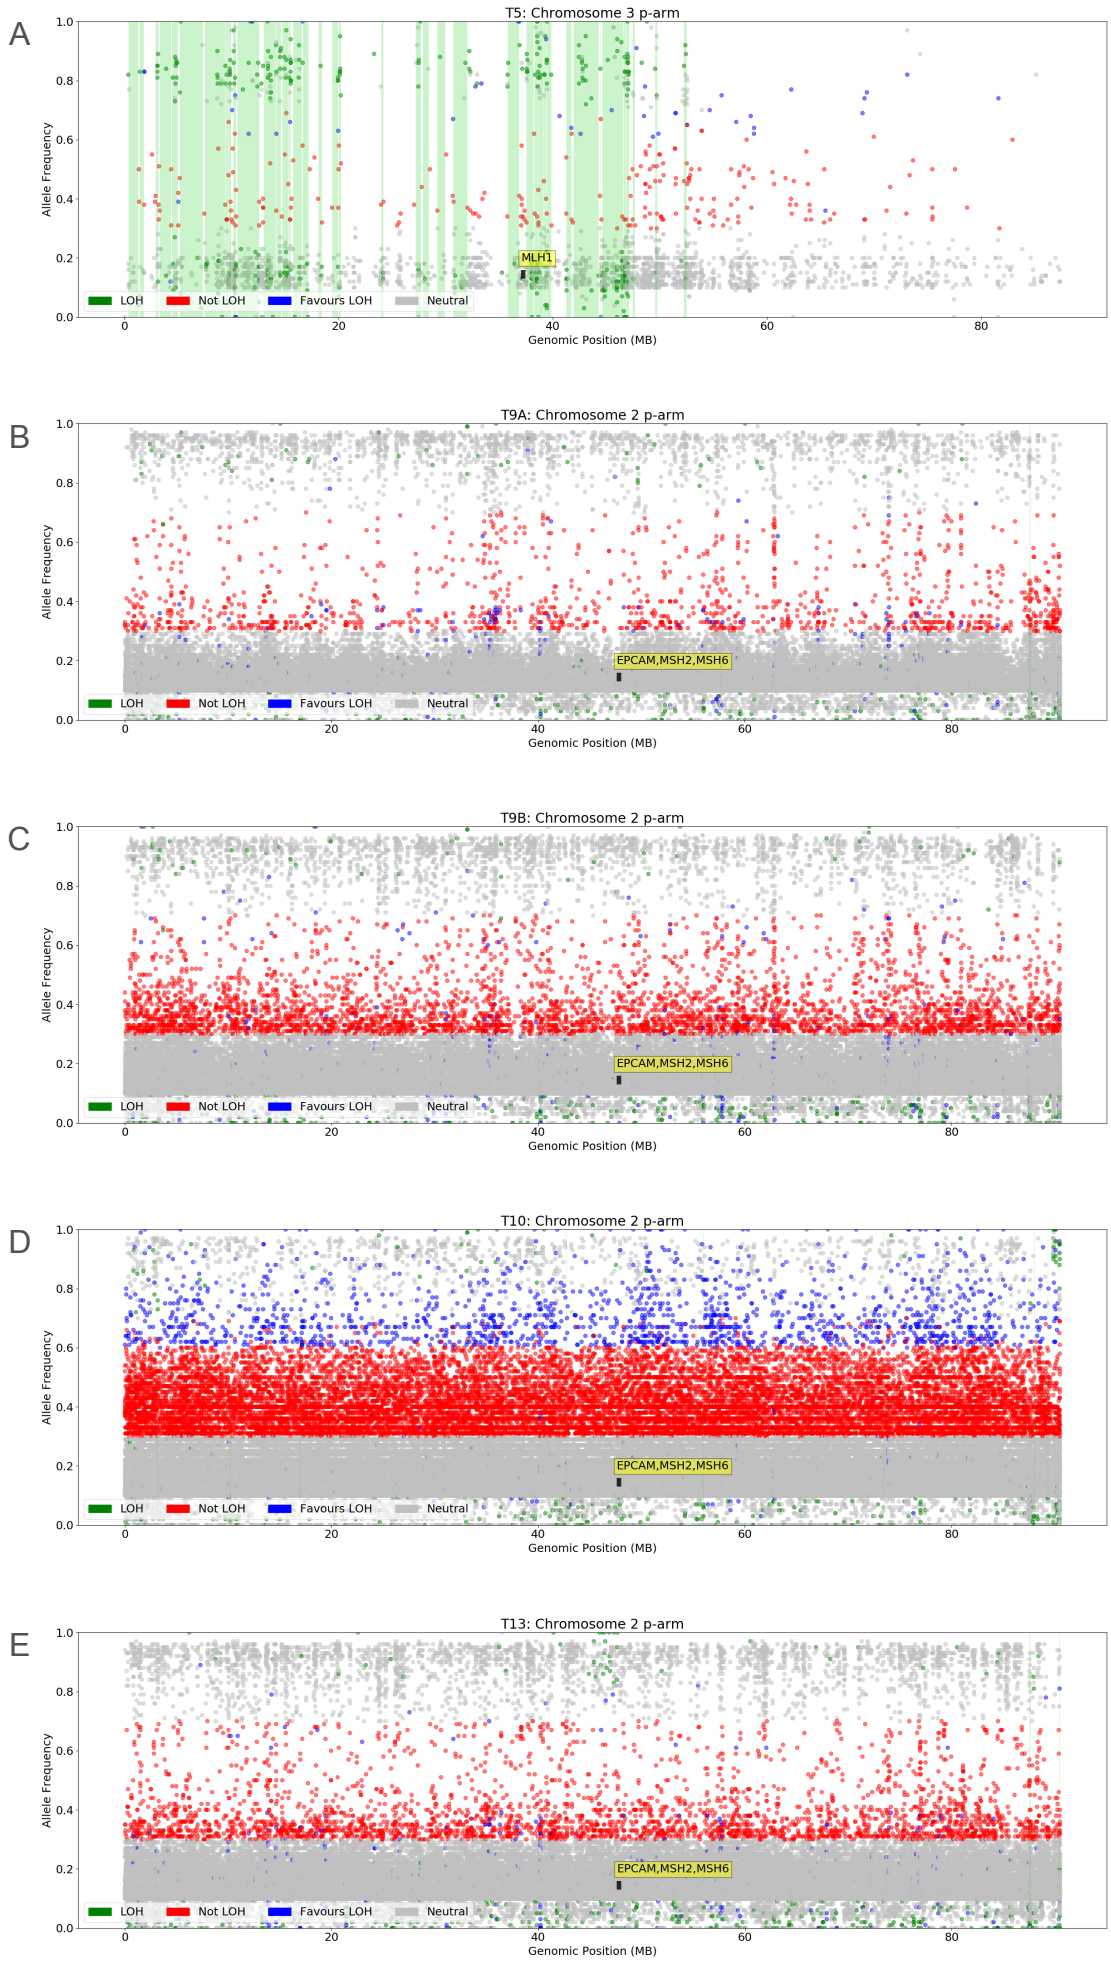 A
T5: Chromosome 3 p-arm
1.0
0.8
0.6
0.4
0.2
0.0
Allele Frequency
MLH1
LOH Not LOH Favours LOH Neutral
0 20 40 60 80
Genomic Position (MB)
B
T9A: Chromosome 2 p-arm
1.0
0.8
0.6
0.4
0.2
0.0
Allele Frequency
EPCAM,MSH2,MSH6
LOH Not LOH Favours LOH Neutral
0 20 40 60 80
Genomic Position (MB)
C
T9B: Chromosome 2 p-arm
1.0
0.8
0.6
0.4
0.2
0.0
Allele Frequency
EPCAM,MSH2,MSH6
LOH Not LOH Favours LOH Neutral
0 20 40 60 80
Genomic Position (MB)
D
T10: Chromosome 2 p-arm
1.0
0.8
0.6
0.4
0.2
0.0
Allele Frequency
EPCAM,MSH2,MSH6
LOH Not LOH Favours LOH Neutral
0 20 40 60 80
Genomic Position (MB)
E
T13: Chromosome 2 p-arm
1.0
0.8
0.6
0.4
0.2
0.0
Allele Frequency
EPCAM,MSH2,MSH6
LOH Not LOH Favours LOH Neutral
0 20 40 60 80
Genomic Position (MB)